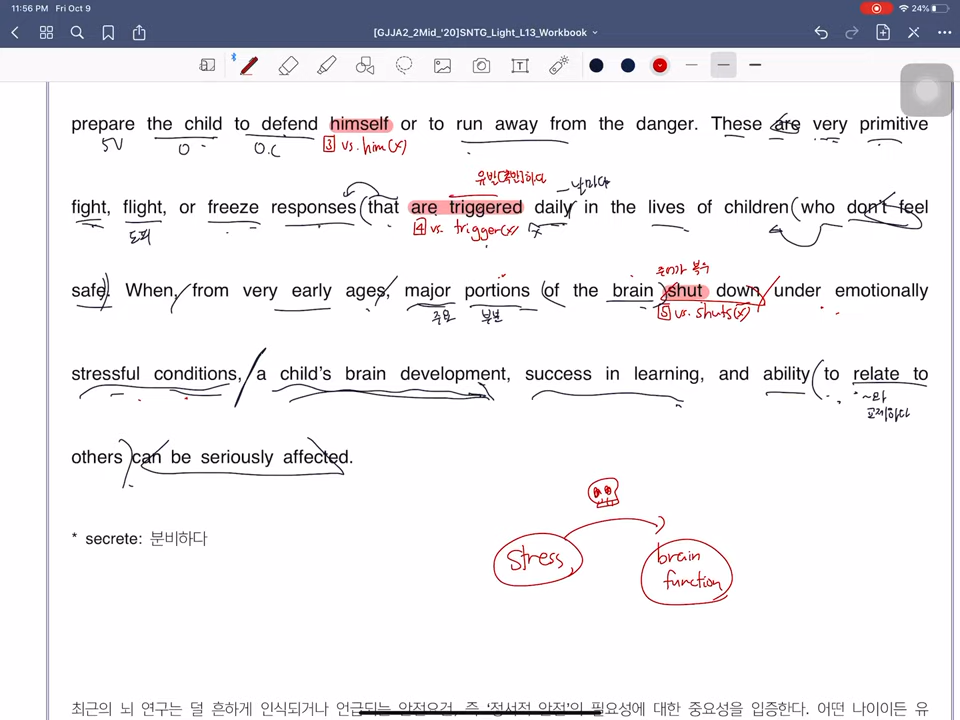 11:56 PM Fri Oct 9
24%
[GJJA2_2Mid_'20]SNTG_Light_L13_Workbook
prepare the child to defend himself or to run away from the danger. These are very primitive
5V O O.C 3 vs. him(x)
유발[촉발]하다 날마다
fight, flight, or freeze responses (that are triggered daily in the lives of children (who don't feel
도피 4 vs. trigger(x)
주어가 복수
safe). When, from very early ages, major portions (of the brain) shut down under emotionally
주요 부분 5 vs. shuts(x)
stressful conditions, a child's brain development, success in learning, and ability (to relate to
~와
교제하다
others) can be seriously affected.
* secrete: 분비하다
Stress
brain
function
최근의 뇌 연구는 덜 흔하게 인식되거나 언급되는 안전요건, 즉 '정서적 안전'의 필요성에 대한 중요성을 입증한다. 어떤 나이이든 유